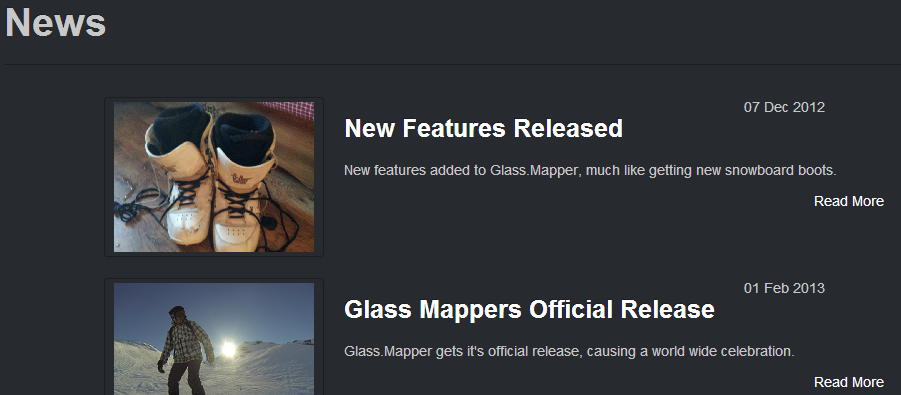 News
07 Dec 2012
New Features Released
New features added to Glass.Mapper, much like getting new snowboard boots.
Read More
01 Feb 2013
Glass Mappers Official Release
Glass.Mapper gets it's official release, causing a world wide celebration.
Read More